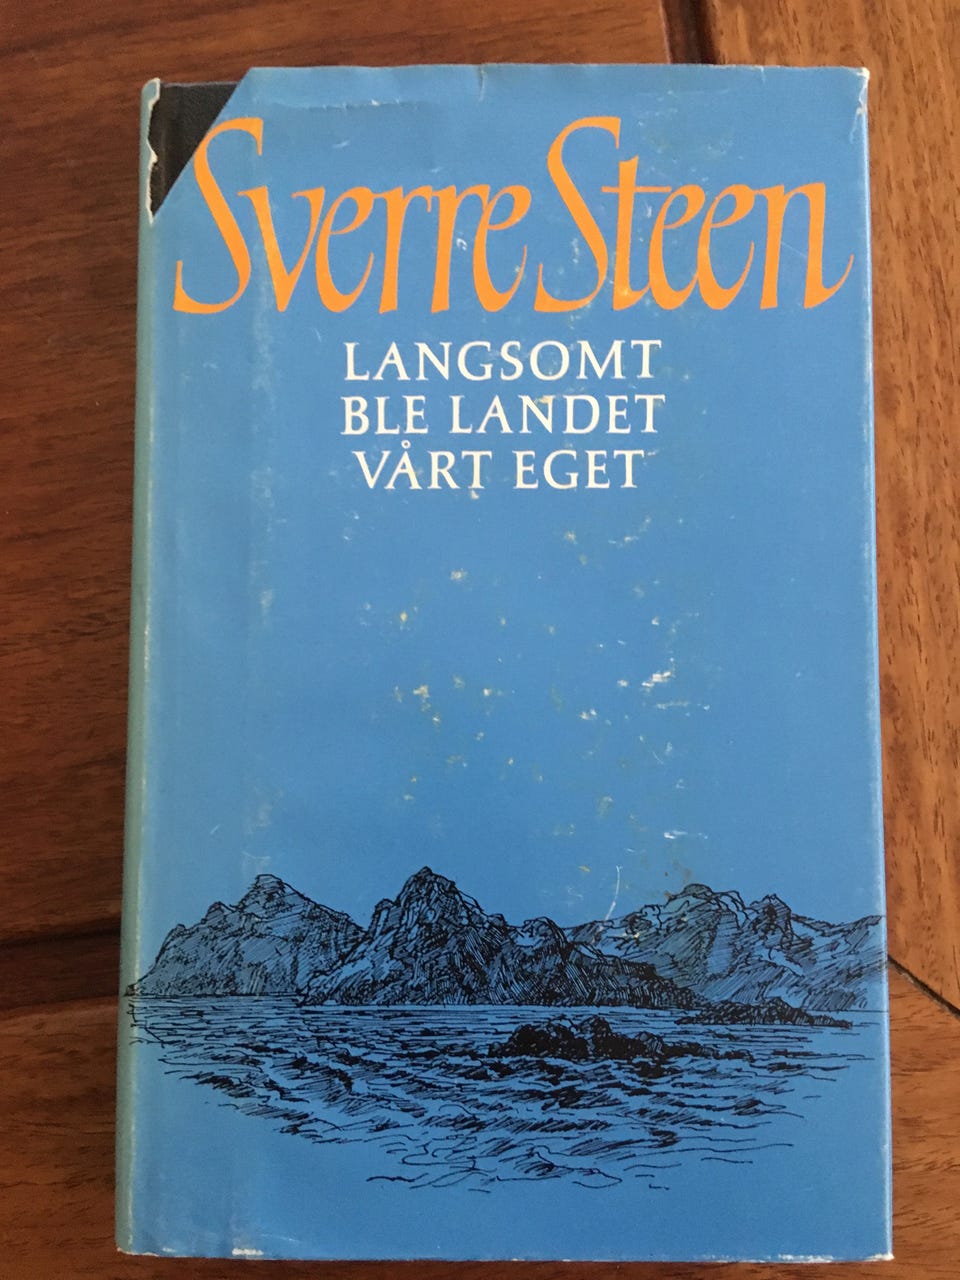 Sverre Steen
LANGSOMT
BLE LANDET
VÅRT EGET